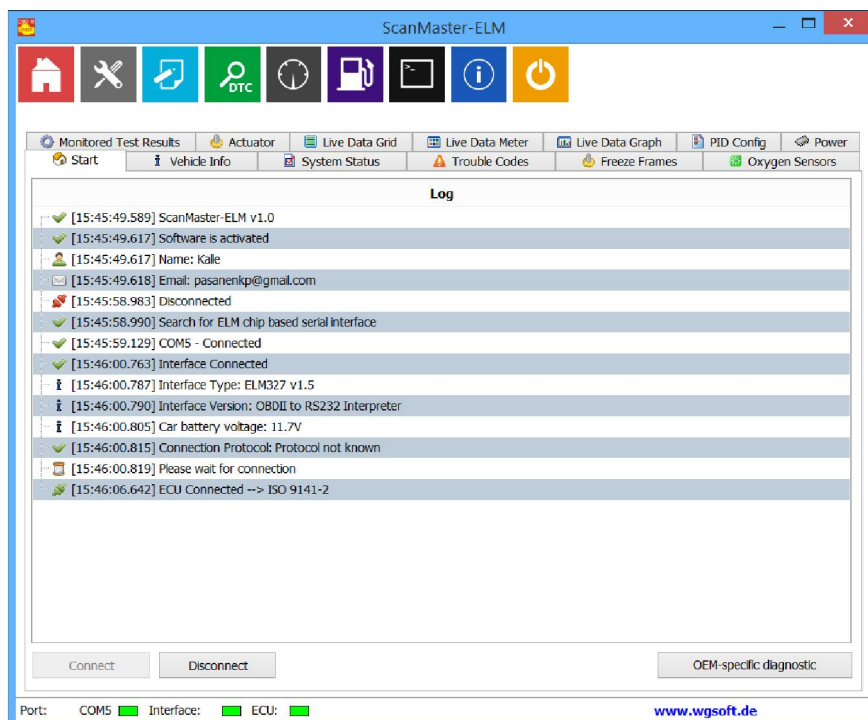 ScanMaster-ELM
DTC
Monitored Test Results Actuator Live Data Grid Live Data Meter Live Data Graph PID Config Power
Start Vehicle Info System Status Trouble Codes Freeze Frames Oxygen Sensors
Log
[15:45:49.589] ScanMaster-ELM v1.0
[15:45:49.617] Software is activated
[15:45:49.617] Name: Kalle
[15:45:49.618] Email: pasanenkp@gmail.com
[15:45:58.983] Disconnected
[15:45:58.990] Search for ELM chip based serial interface
[15:45:59.129] COM5 - Connected
[15:46:00.763] Interface Connected
[15:46:00.787] Interface Type: ELM327 v1.5
[15:46:00.790] Interface Version: OBDII to RS232 Interpreter
[15:46:00.805] Car battery voltage: 11.7V
[15:46:00.815] Connection Protocol: Protocol not known
[15:46:00.819] Please wait for connection
[15:46:06.642] ECU Connected --> ISO 9141-2
Connect Disconnect OEM-specific diagnostic
Port: COM5 Interface: ECU: www.wgsoft.de